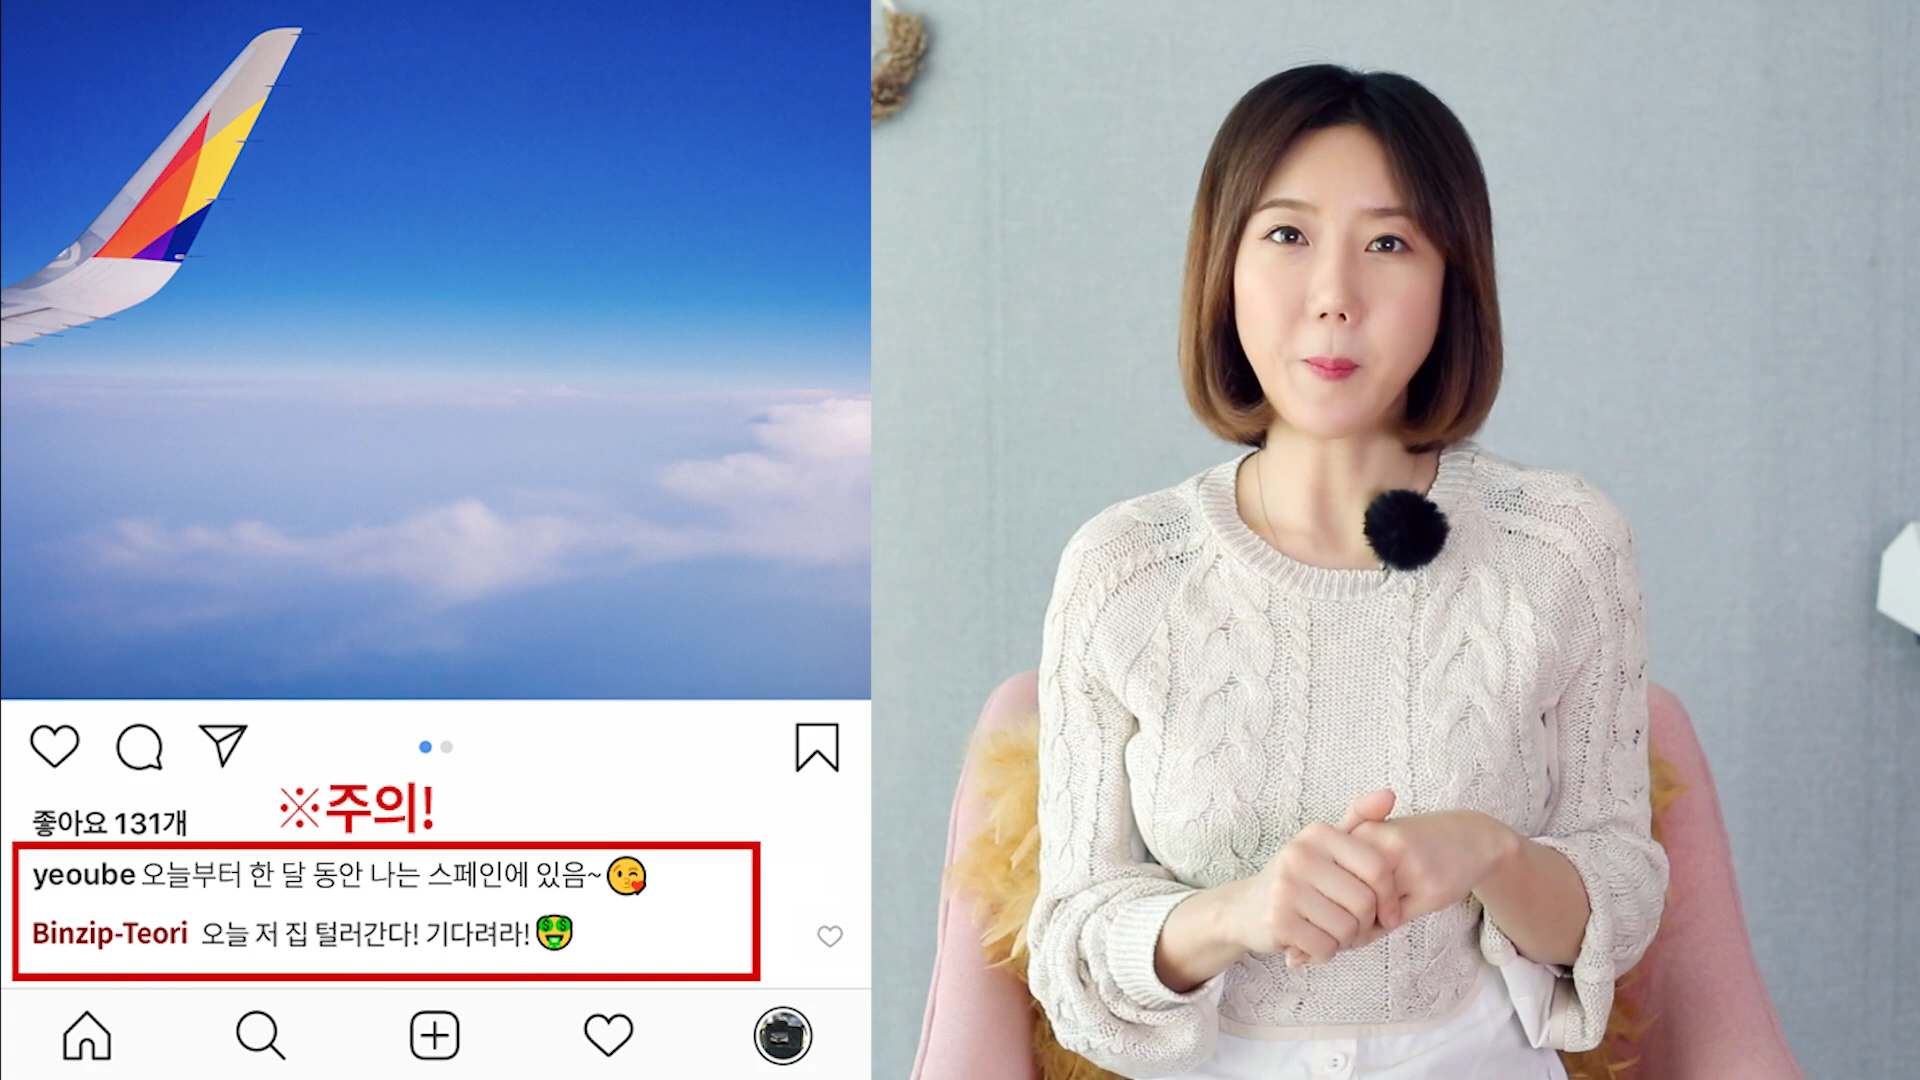 ※주의!
좋아요 131개
yeoube 오늘부터 한 달 동안 나는 스페인에 있음~😘
Binzip-Teori 오늘 저 집 털러간다! 기다려라!🤑